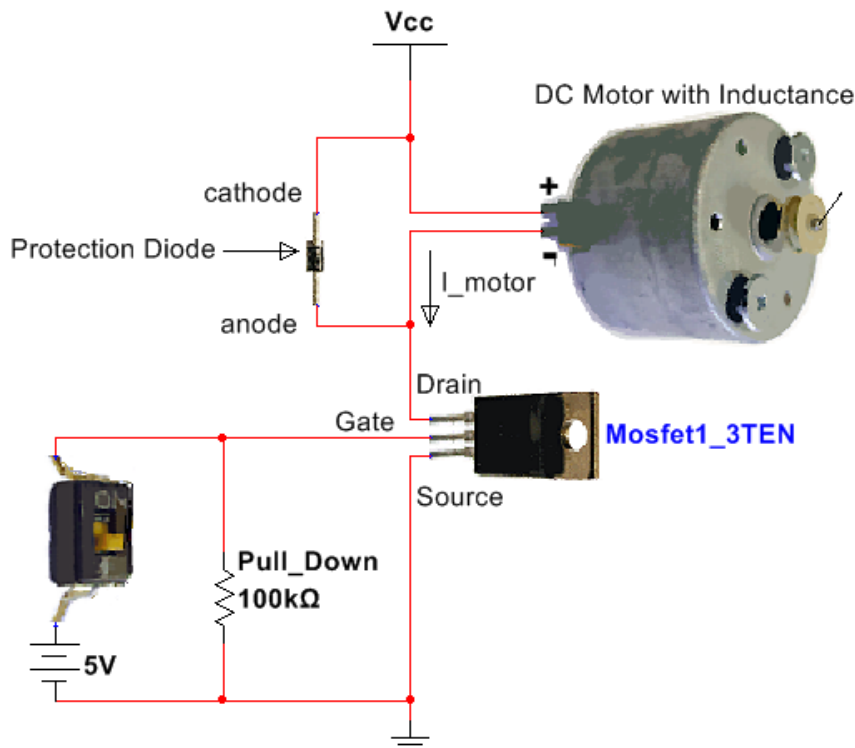 Vcc
DC Motor with Inductance
cathode
+
Protection Diode
-
I_motor
anode
Drain
Gate
Mosfet1_3TEN
Source
Pull_Down
100kΩ
5V